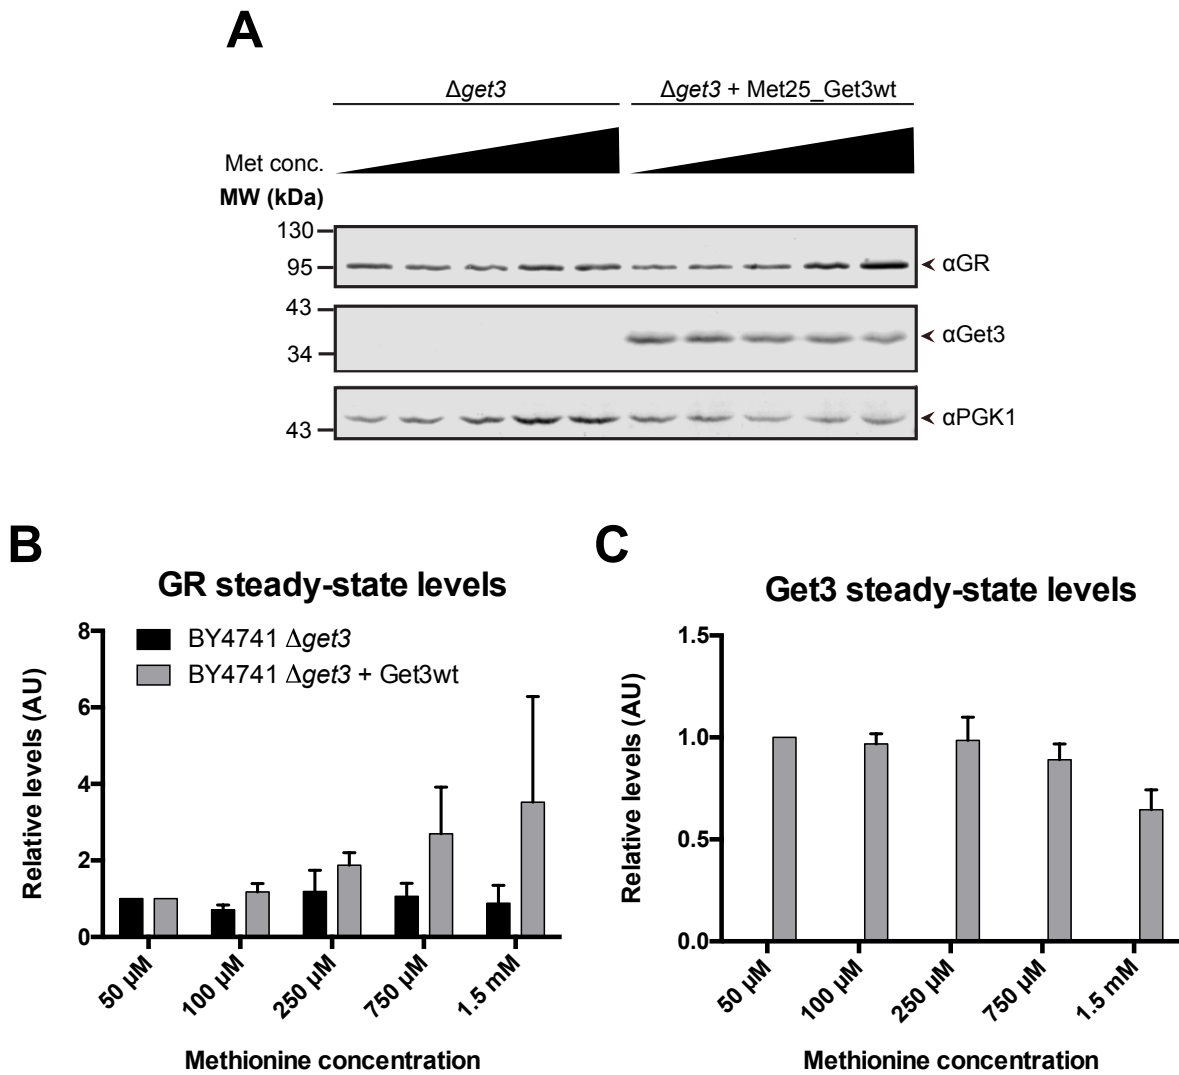 A
Δget3
Δget3 + Met25_Get3wt
Met conc.
MW (kDa)
130
95
αGR
43
34
αGet3
43
αPGK1
B
GR steady-state levels
Relative levels (AU)
8
6
4
2
0
BY4741 Δget3
BY4741 Δget3 + Get3wt
50 µM
100 µM
250 µM
750 µM
1.5 mM
Methionine concentration
C
Get3 steady-state levels
Relative levels (AU)
1.5
1.0
0.5
0.0
50 µM
100 µM
250 µM
750 µM
1.5 mM
Methionine concentration